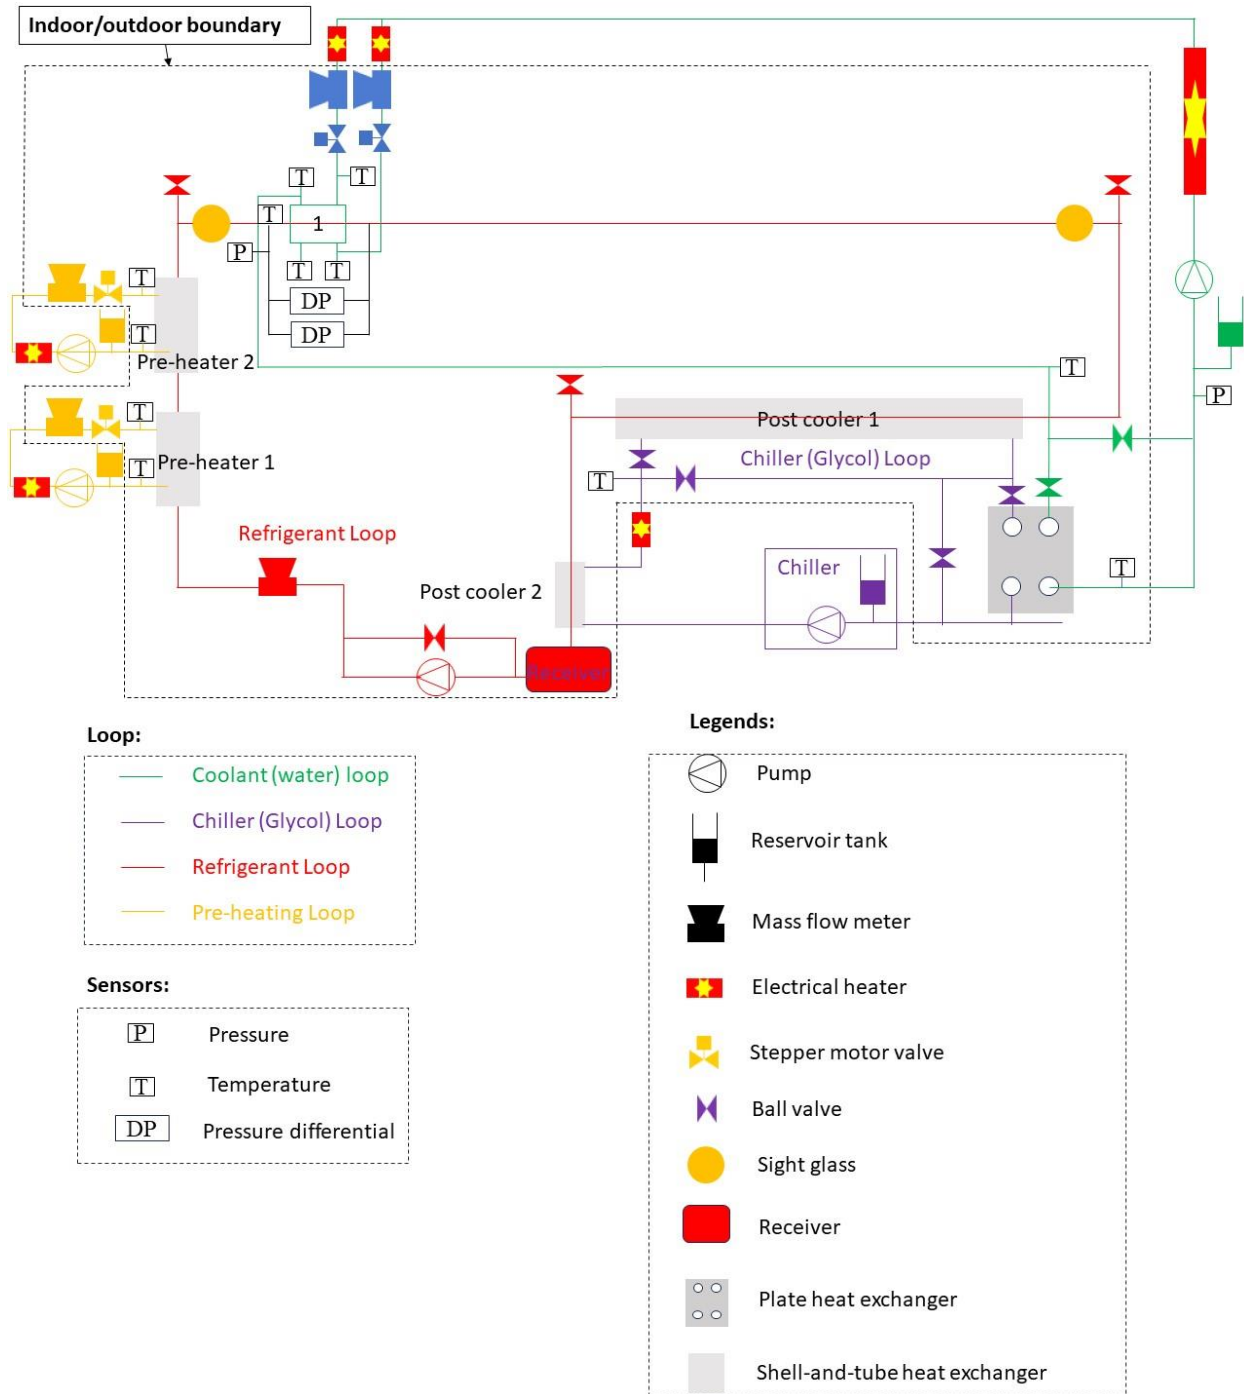 Indoor/outdoor boundary
T
T
T
1
P
T
T
T
DP
T
DP
Pre-heater 2
T
T
P
Post cooler 1
Pre-heater 1
Chiller (Glycol) Loop
T
T
Refrigerant Loop
Chiller
T
Post cooler 2
Receiver
Loop:
Coolant (water) loop
Chiller (Glycol) Loop
Refrigerant Loop
Pre-heating Loop
Sensors:
P Pressure
T Temperature
DP Pressure differential
Legends:
Pump
Reservoir tank
Mass flow meter
Electrical heater
Stepper motor valve
Ball valve
Sight glass
Receiver
Plate heat exchanger
Shell-and-tube heat exchanger